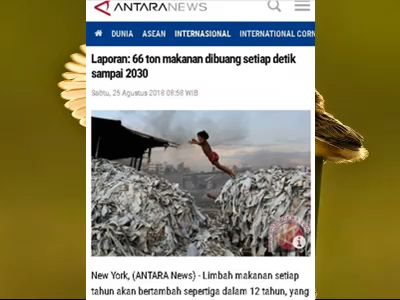 ANTARANEWS
DUNIA ASEAN INTERNASIONAL INTERNATIONAL CORN
Laporan: 66 ton makanan dibuang setiap detik
sampai 2030
Sabtu, 25 Agustus 2018 08:58 WIB
New York, (ANTARA News) - Limbah makanan setiap
tahun akan bertambah sepertiga dalam 12 tahun, yang